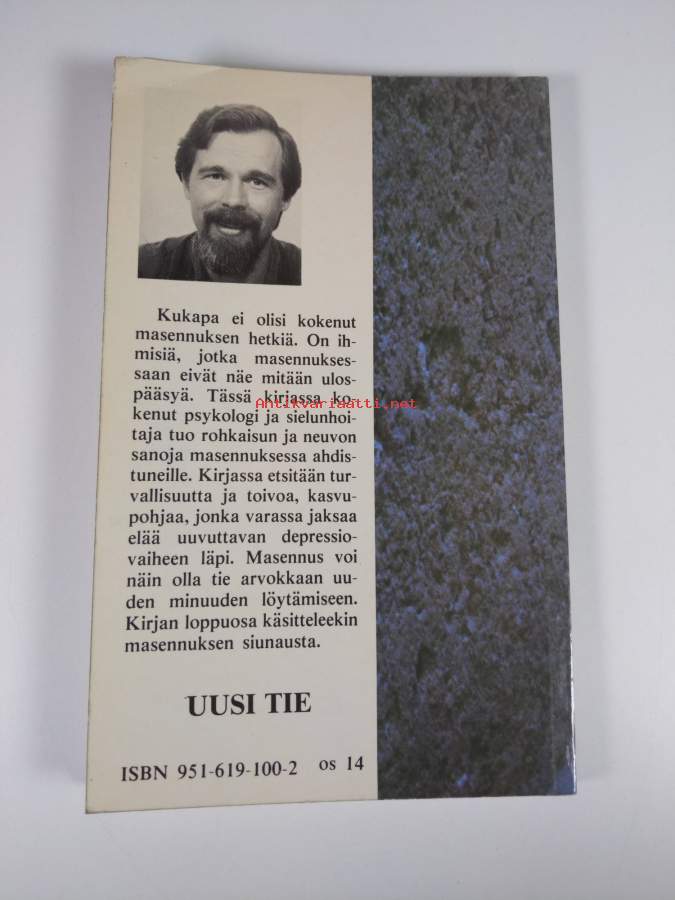 Kukapa ei olisi kokenut
masennuksen hetkiä. On ih-
misiä, jotka masennukses-
saan eivät näe mitään ulos-
pääsyä. Tässä kirjassa ko-
Antikvariaatti.net
kenut psykologi ja sielunhoi-
taja tuo rohkaisun ja neuvon
sanoja masennuksessa ahdis-
tuneille. Kirjassa etsitään tur-
vallisuutta ja toivoa, kasvu-
pohjaa, jonka varassa jaksaa
elää uuvuttavan depressio-
vaiheen läpi. Masennus voi
näin olla tie arvokkaan uu-
den minuuden löytämiseen.
Kirjan loppuosa käsitteleekin
masennuksen siunausta.
UUSI TIE
ISBN 951-619-100-2 os 14